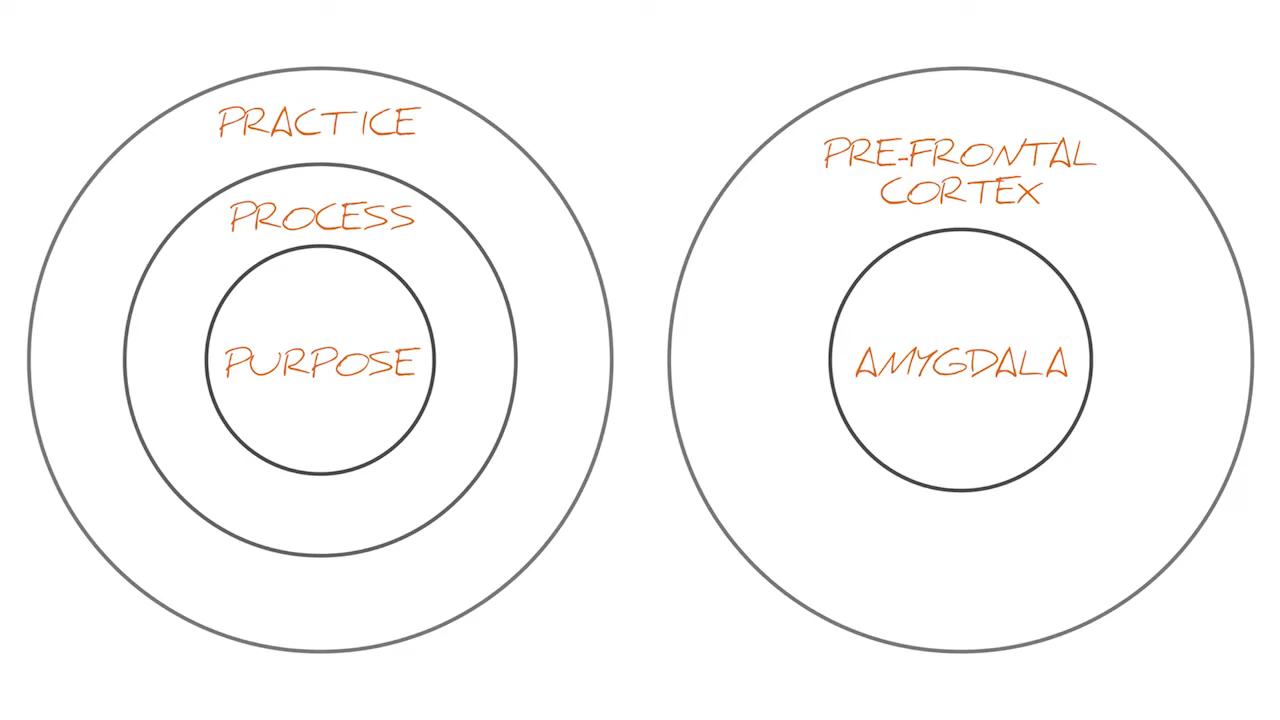 PRACTICE
PROCESS
PURPOSE
PRE-FRONTAL
CORTEX
AMYGDALA